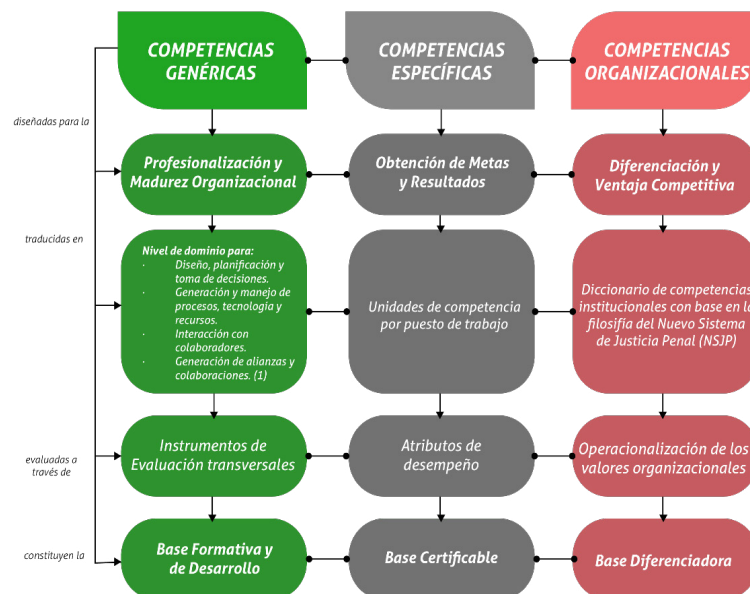 COMPETENCIAS
GENÉRICAS
COMPETENCIAS
ESPECÍFICAS
COMPETENCIAS
ORGANIZACIONALES
diseñadas para la
Profesionalización y
Madurez Organizacional
Obtención de Metas
y Resultados
Diferenciación y
Ventaja Competitiva
traducidas en
Nivel de dominio para:
· Diseño, planificación y
toma de decisiones.
· Generación y manejo de
procesos, tecnología y
recursos.
· Interacción con
colaboradores.
· Generación de alianzas y
colaboraciones. (1)
Unidades de competencia
por puesto de trabajo
Diccionario de competencias
institucionales con base en la
filosifía del Nuevo Sistema
de Justicia Penal (NSJP)
evaluadas a
través de
Instrumentos de
Evaluación transversales
Atributos de
desempeño
Operacionalización de los
valores organizacionales
constituyen la
Base Formativa y
de Desarrollo
Base Certificable
Base Diferenciadora